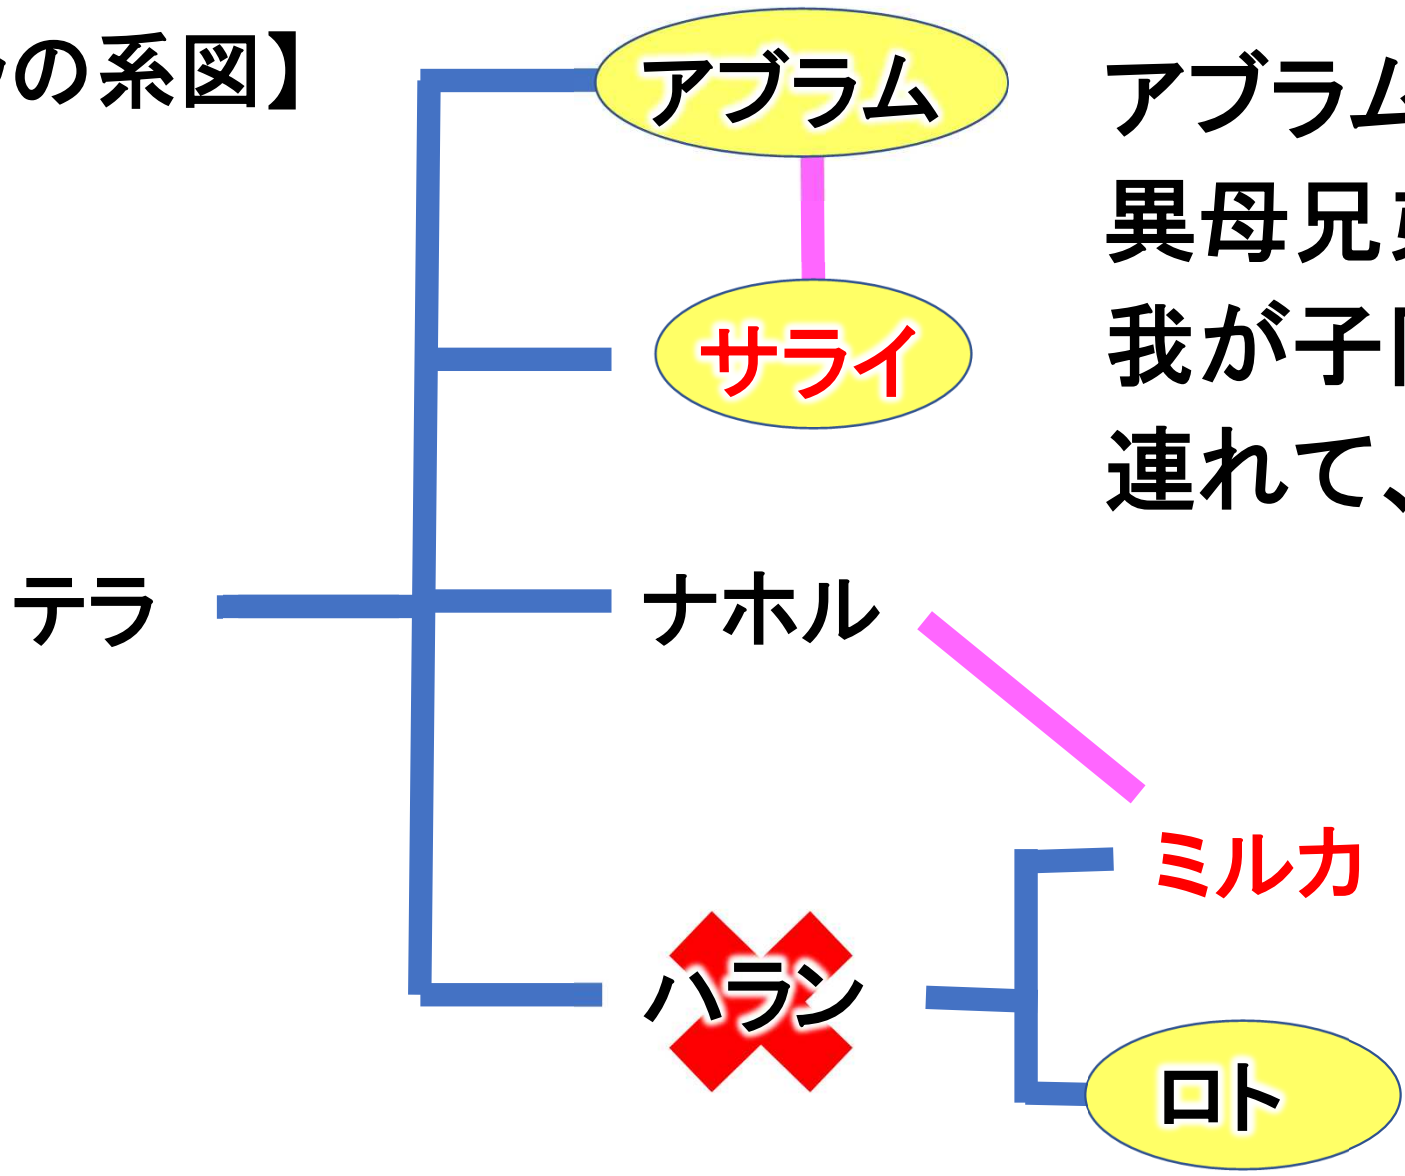 の系図】
アブラム
サライ
テラ
ナホル
ミルカ
ハラン
ロト
アブラム
異母兄
我が子
連れて、